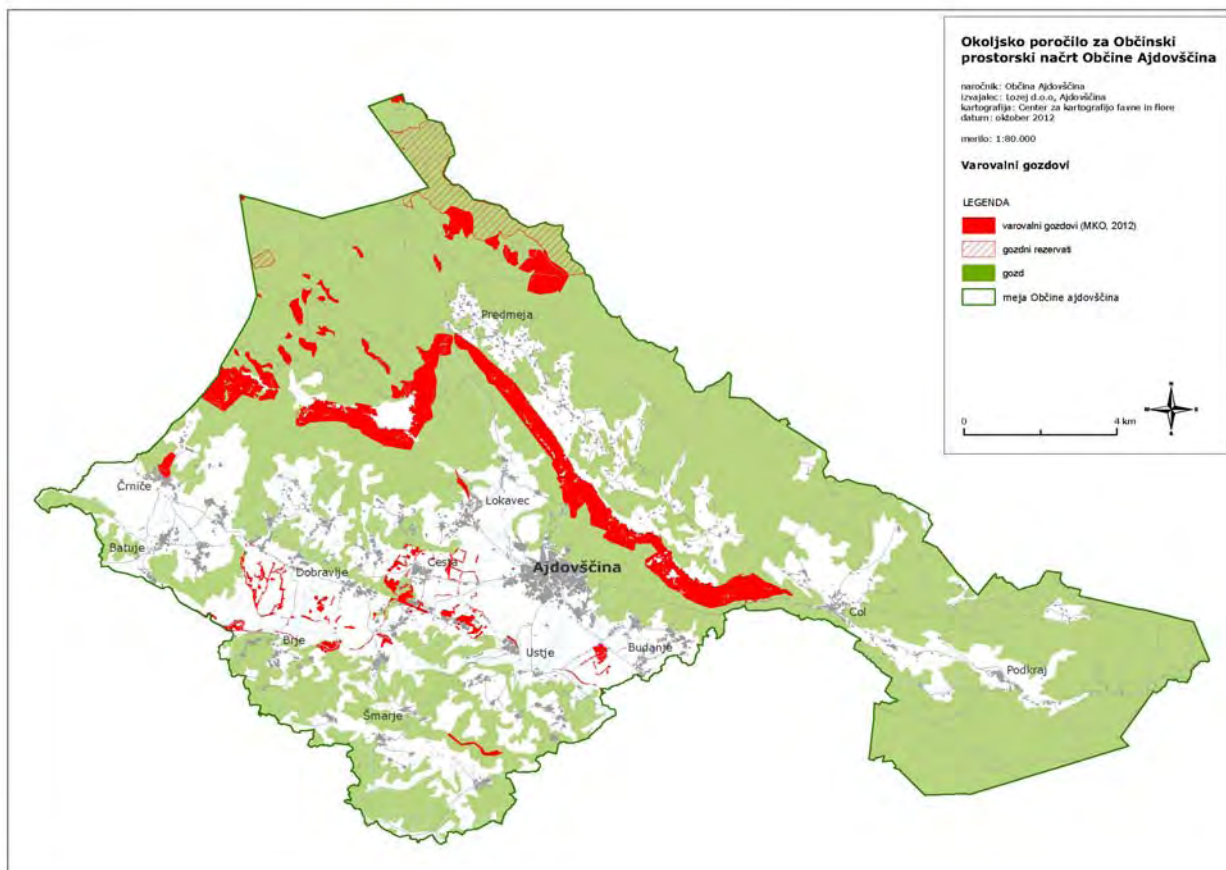 Okoljsko poročilo za Občinski
prostorski načrt Občine Ajdovščina
naročnik: Občina Ajdovščina
izvajalec: Lozej d.o.o, Ajdovščina
kartografija: Center za kartografijo favne in flore
datum: oktober 2012
merilo: 1:80.000
Varovalni gozdovi
LEGENDA
varovalni gozdovi (MKO, 2012)
gozdni rezervati
gozd
meja Občine ajdovščina
0 4 km
Predmeja
Črniče
Lokavec
Batuje
Dobravlje
Cesta
Ajdovščina
Col
Brje
Ustje
Budanje
Podkraj
Šmarje